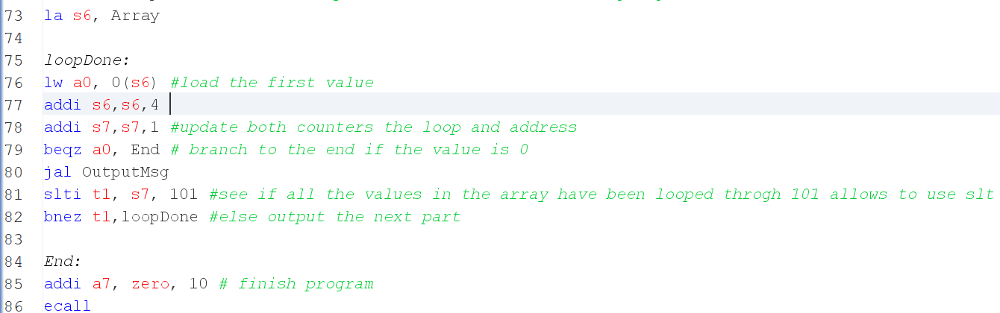 73 la s6, Array
74
75 loopDone:
76 lw a0, 0(s6) #load the first value
77 addi s6,s6,4
78 addi s7,s7,1 #update both counters the loop and address
79 beqz a0, End # branch to the end if the value is 0
80 jal OutputMsg
81 slti t1, s7, 101 #see if all the values in the array have been looped throgh 101 allows to use slt
82 bnez t1,loopDone #else output the next part
83
84 End:
85 addi a7, zero, 10 # finish program
86 ecall